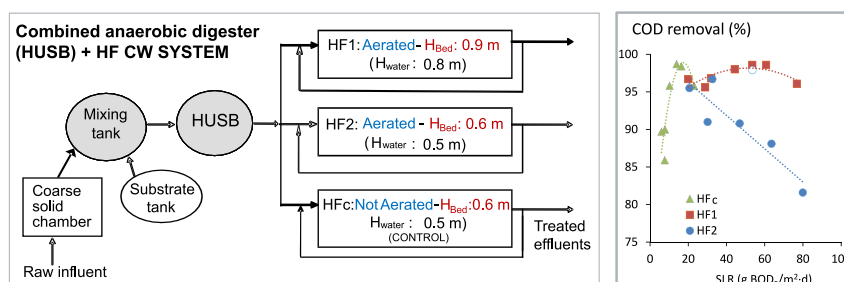 Combined anaerobic digester
(HUSB) + HF CW SYSTEM
Mixing
tank
HUSB
Coarse
solid
chamber
Substrate
tank
Raw influent
HF1: Aerated- HBed: 0.9 m
(Hwater: 0.8 m)
HF2: Aerated - HBed: 0.6 m
(Hwater: 0.5 m)
HFc:Not Aerated-HBed:0.6 m
Hwater: 0.5 m)
(CONTROL)
Treated
effluents
COD removal (%)
100
95
90
85
80
75
HFc
HF1
HF2
0
20
40
60
80
100
SLR (g BOD5/m²·d)